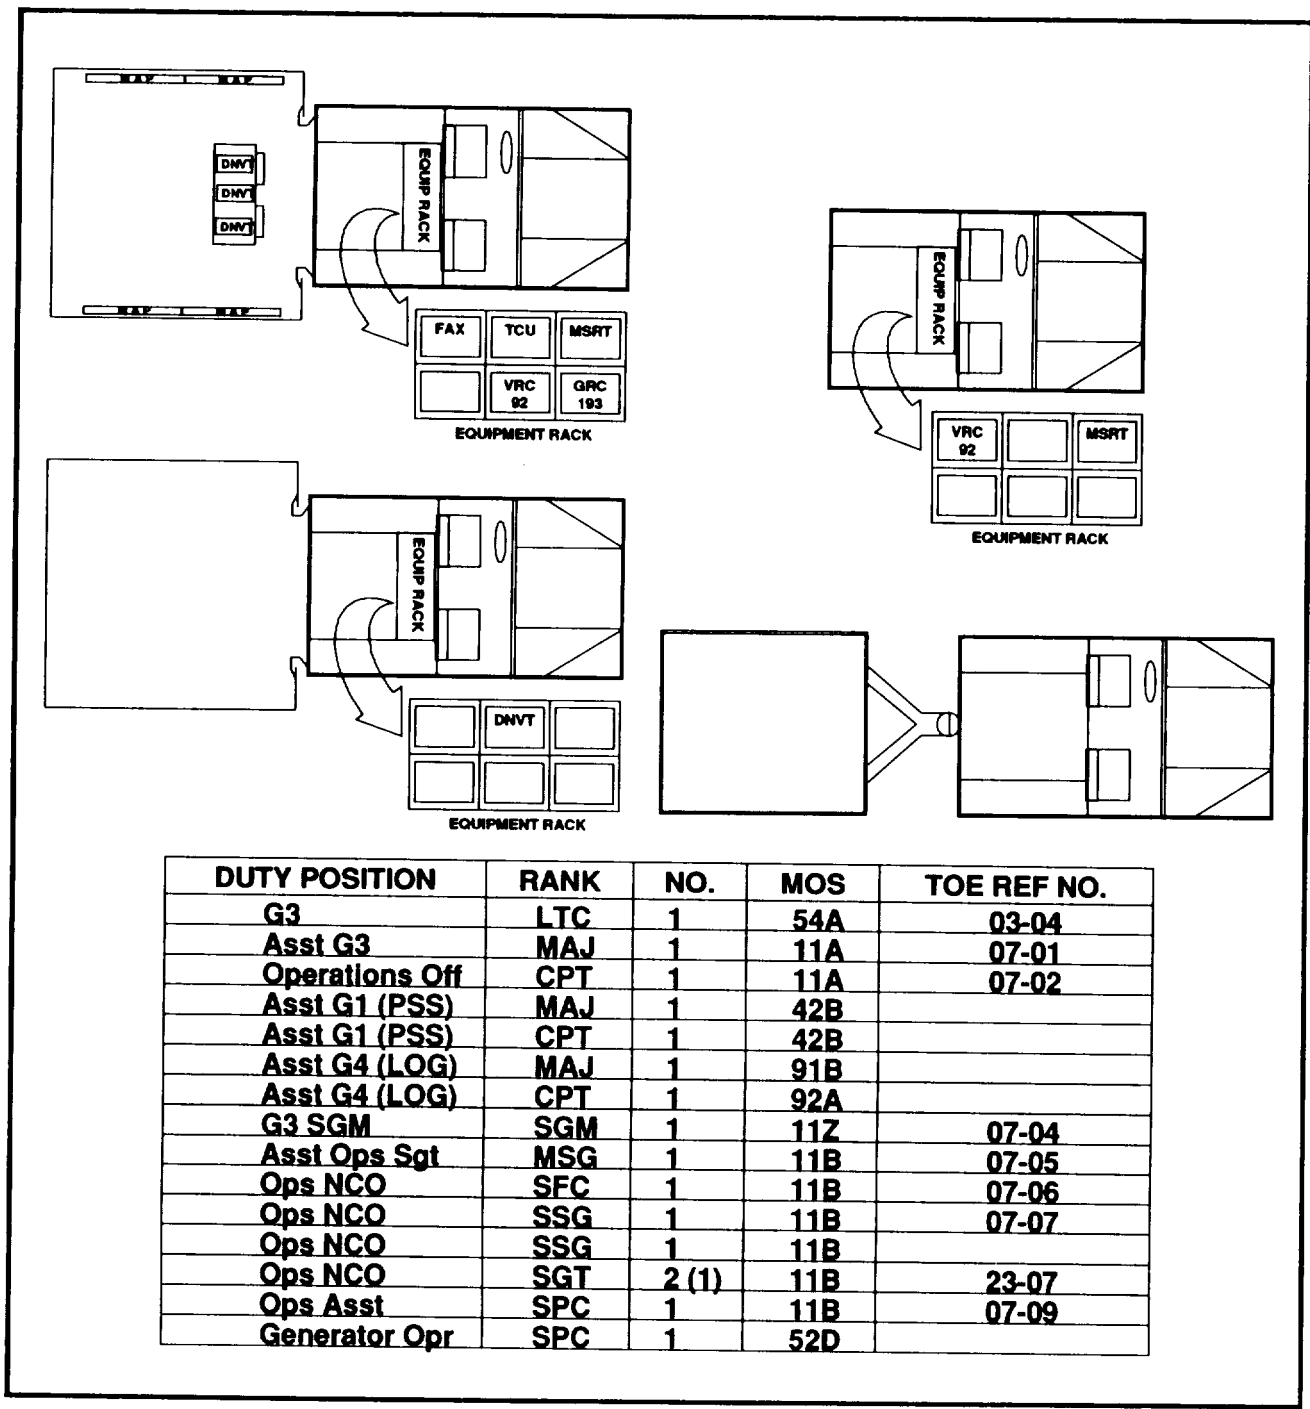 MAP MAP
DNVT
DNVT
DNVT
EQUIP RACK
MAP MAP
FAX TCU MSRT
VRC 92 GRC 193
EQUIPMENT RACK
EQUIP RACK
VRC 92 MSRT
EQUIPMENT RACK
EQUIP RACK
DNVT
EQUIPMENT RACK
DUTY POSITION RANK NO. MOS TOE REF NO.
G3 LTC 1 54A 03-04
Asst G3 MAJ 1 11A 07-01
Operations Off CPT 1 11A 07-02
Asst G1 (PSS) MAJ 1 42B
Asst G1 (PSS) CPT 1 42B
Asst G4 (LOG) MAJ 1 91B
Asst G4 (LOG) CPT 1 92A
G3 SGM SGM 1 11Z 07-04
Asst Ops Sgt MSG 1 11B 07-05
Ops NCO SFC 1 11B 07-06
Ops NCO SSG 1 11B 07-07
Ops NCO SSG 1 11B
Ops NCO SGT 2 (1) 11B 23-07
Ops Asst SPC 1 11B 07-09
Generator Opr SPC 1 52D